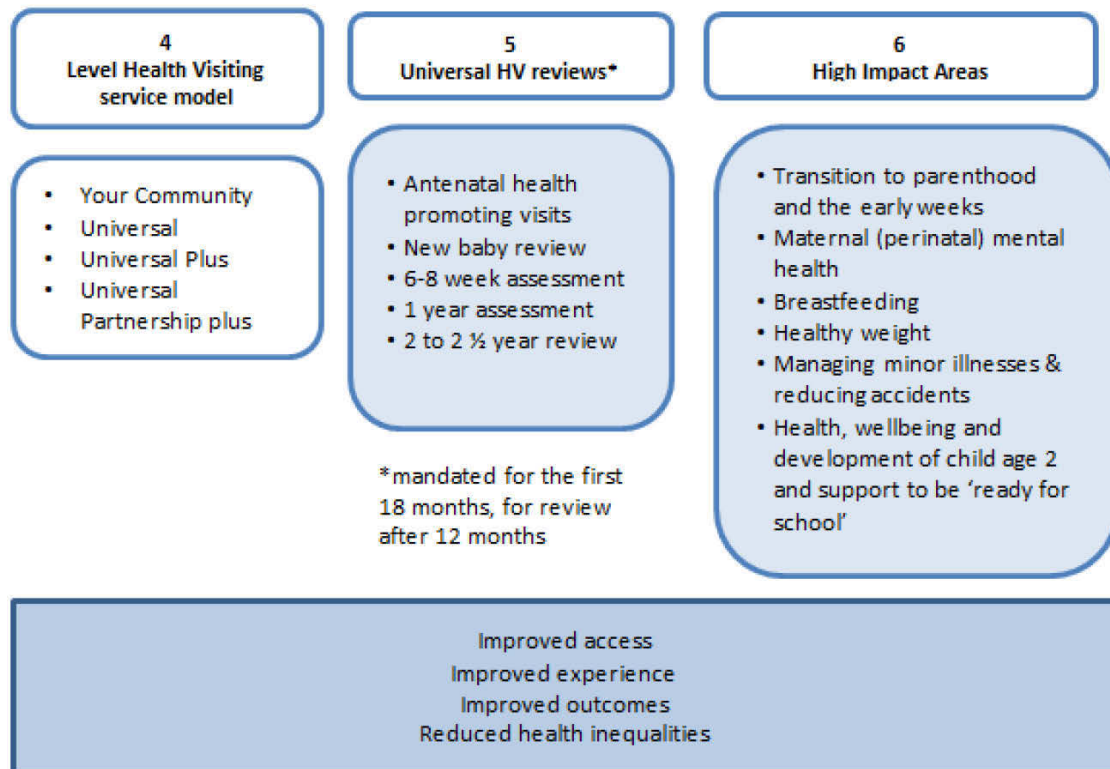 4
Level Health Visiting
service model
5
Universal HV reviews*
6
High Impact Areas
• Your Community
• Universal
• Universal Plus
• Universal
Partnership plus
• Antenatal health
promoting visits
• New baby review
• 6-8 week assessment
• 1 year assessment
• 2 to 2 ½ year review
*mandated for the first
18 months, for review
after 12 months
• Transition to parenthood
and the early weeks
• Maternal (perinatal) mental
health
• Breastfeeding
• Healthy weight
• Managing minor illnesses &
reducing accidents
• Health, wellbeing and
development of child age 2
and support to be ‘ready for
school’
Improved access
Improved experience
Improved outcomes
Reduced health inequalities